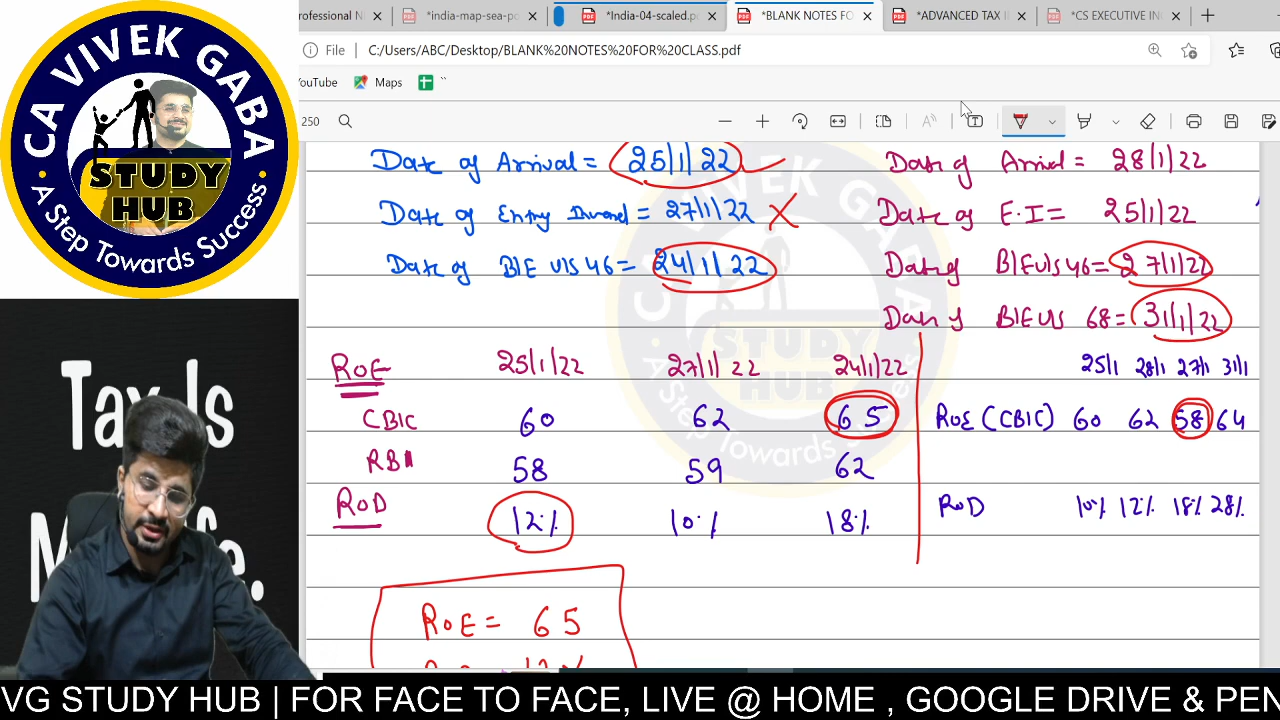 CA VIVEK GABA
STUDY
HUB
• A Step Towards Success •
Tax Is
rofessional N
*india-map-sea-po
*India-04-scaled.p
*BLANK NOTES FO
*ADVANCED TAX
*CS EXECUTIVE IN
File C:/Users/ABC/Desktop/BLANK%20NOTES%20FOR%20CLASS.pdf
YouTube Maps ``
250
Date of Arrival = 25/1/22
Date of Entry Inward = 27/1/22 X
Date of B/E U/S 46 = 24/1/22
Date of Arrival = 28/1/22
Date of E.I = 25/1/22
Date of B/E U/S 46 = 27/1/22
Date of B/E U/S 68 = 31/1/22
RoE 25/1/22 27/1/22 24/1/22
CBIC 60 62 65
RBI 58 59 62
RoD 12% 10% 18%
25/1 28/1 27/1 31/1
RoE (CBIC) 60 62 58 64
RoD 10% 12% 18% 28%
RoE = 65
VG STUDY HUB | FOR FACE TO FACE, LIVE @ HOME , GOOGLE DRIVE & PEN